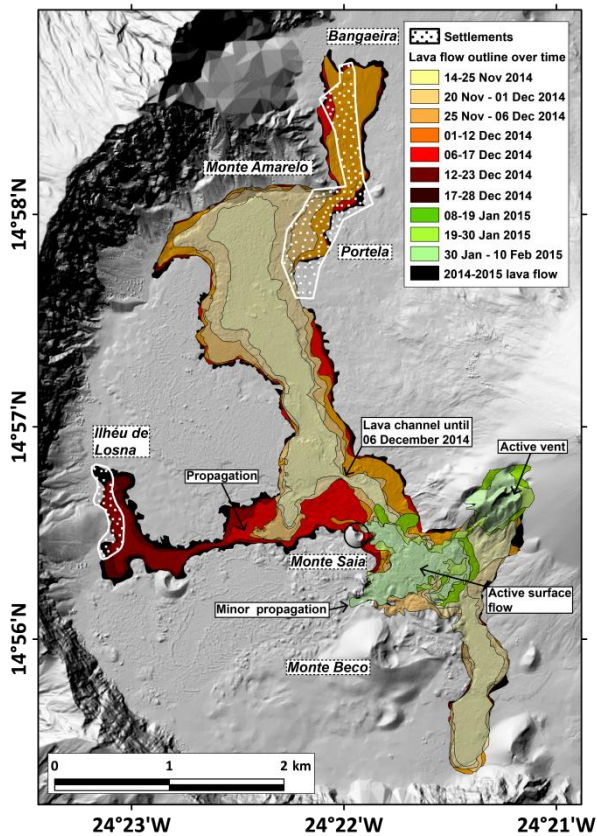 Bangaeira
Settlements
Lava flow outline over time
14-25 Nov 2014
20 Nov - 01 Dec 2014
25 Nov - 06 Dec 2014
01-12 Dec 2014
06-17 Dec 2014
12-23 Dec 2014
17-28 Dec 2014
08-19 Jan 2015
19-30 Jan 2015
30 Jan - 10 Feb 2015
2014-2015 lava flow
Monte Amarelo
14°58'N
Portela
14°57'N
Ilhéu de
Losna
Lava channel until
06 December 2014
Active vent
Propagation
Monte Saia
Active surface
flow
Minor propagation
14°56'N
Monte Beco
0 1 2 km
24°23'W 24°22'W 24°21'W